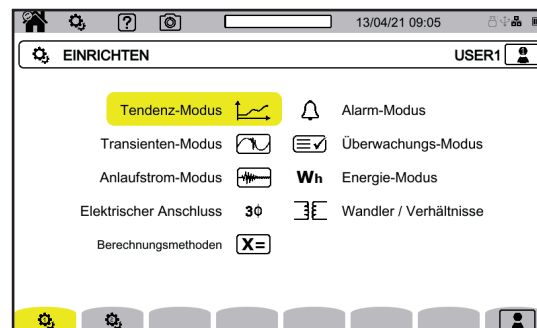 13/04/21 09:05
EINRICHTEN USER1
Tendenz-Modus Alarm-Modus
Transienten-Modus Überwachungs-Modus
Anlaufstrom-Modus Wh Energie-Modus
Elektrischer Anschluss 3Φ Wandler / Verhältnisse
Berechnungsmethoden X=